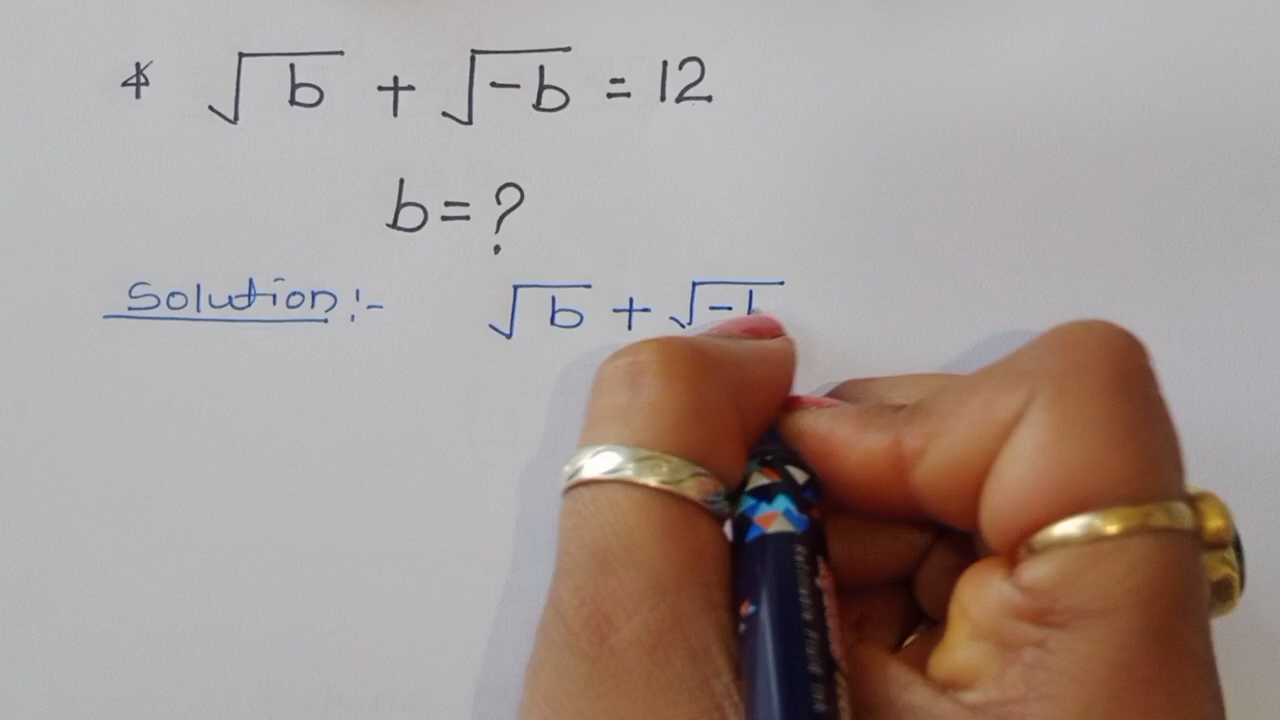 * √b + √-b = 12
b = ?
Solution :-
√b + √-b